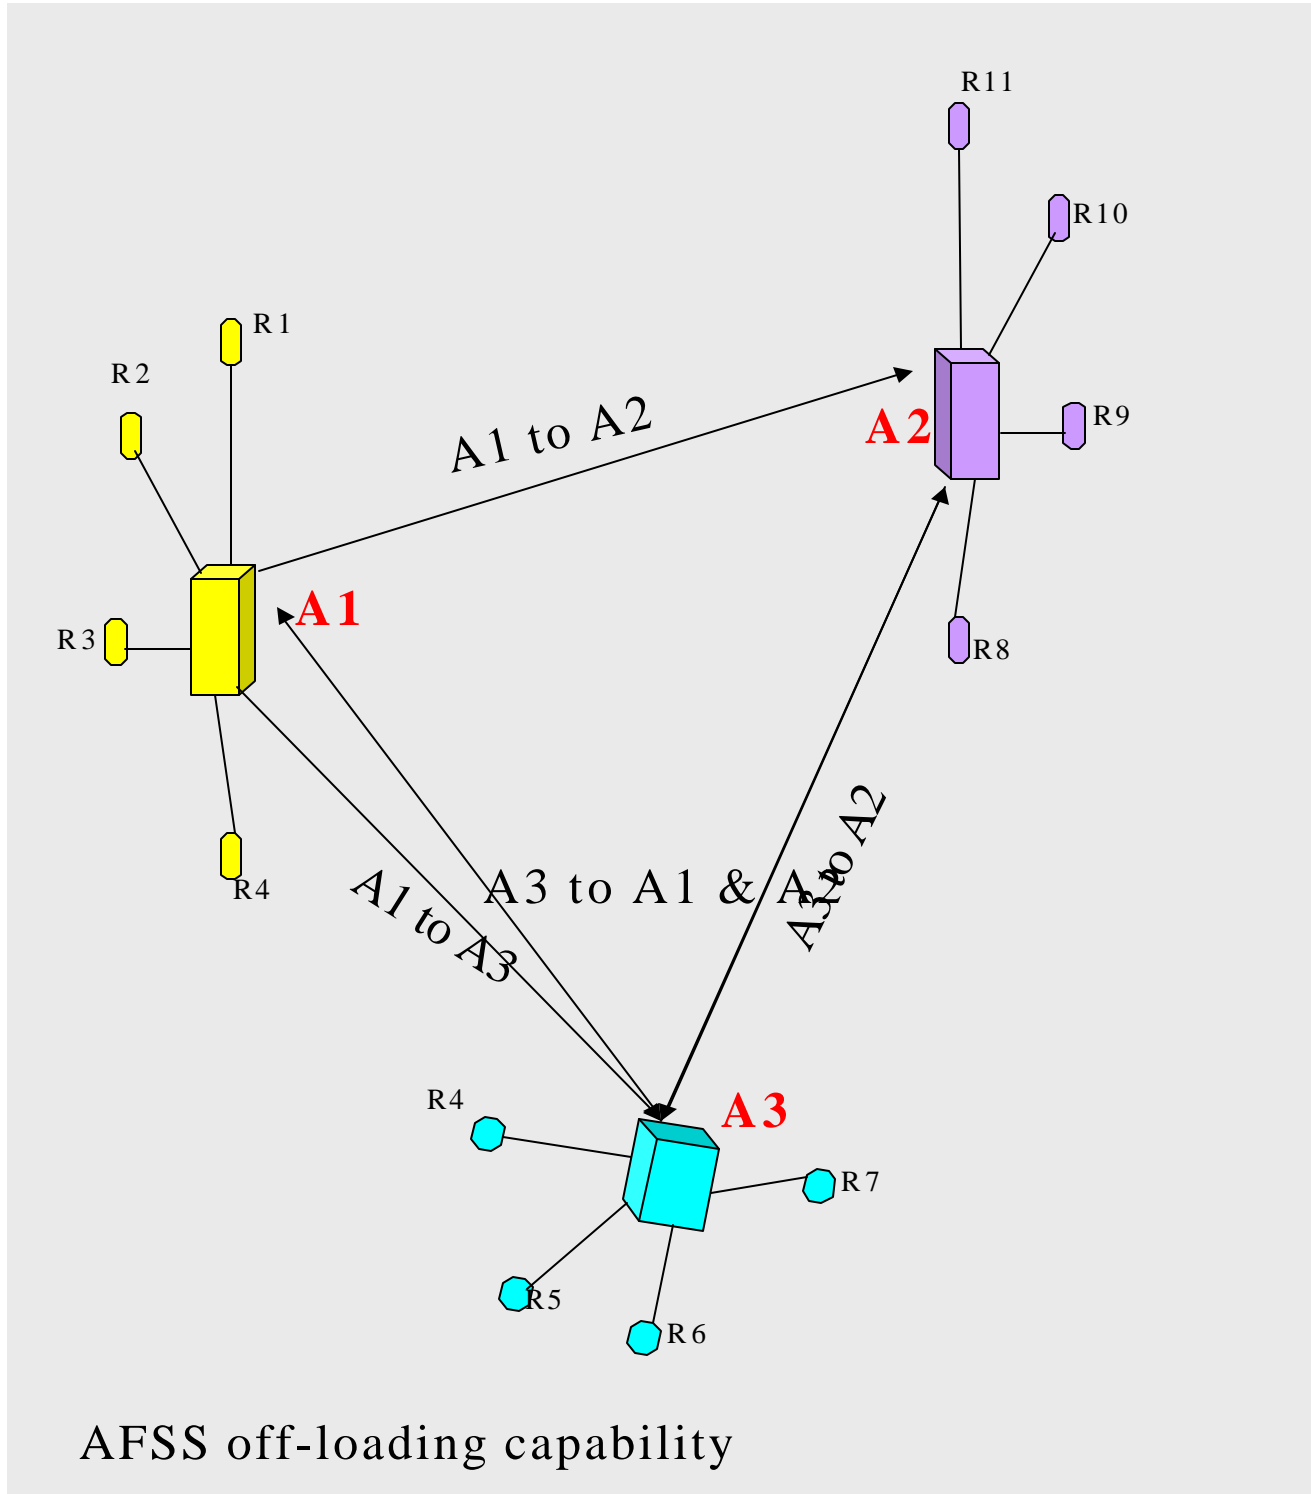 R11
R10
R1
R2
A1 to A2
A2
R9
A1
R3
R8
A3 to A2
R4
A3 to A1 & A2
A1 to A3
R4
A3
R7
R5
R6
AFSS off-loading capability